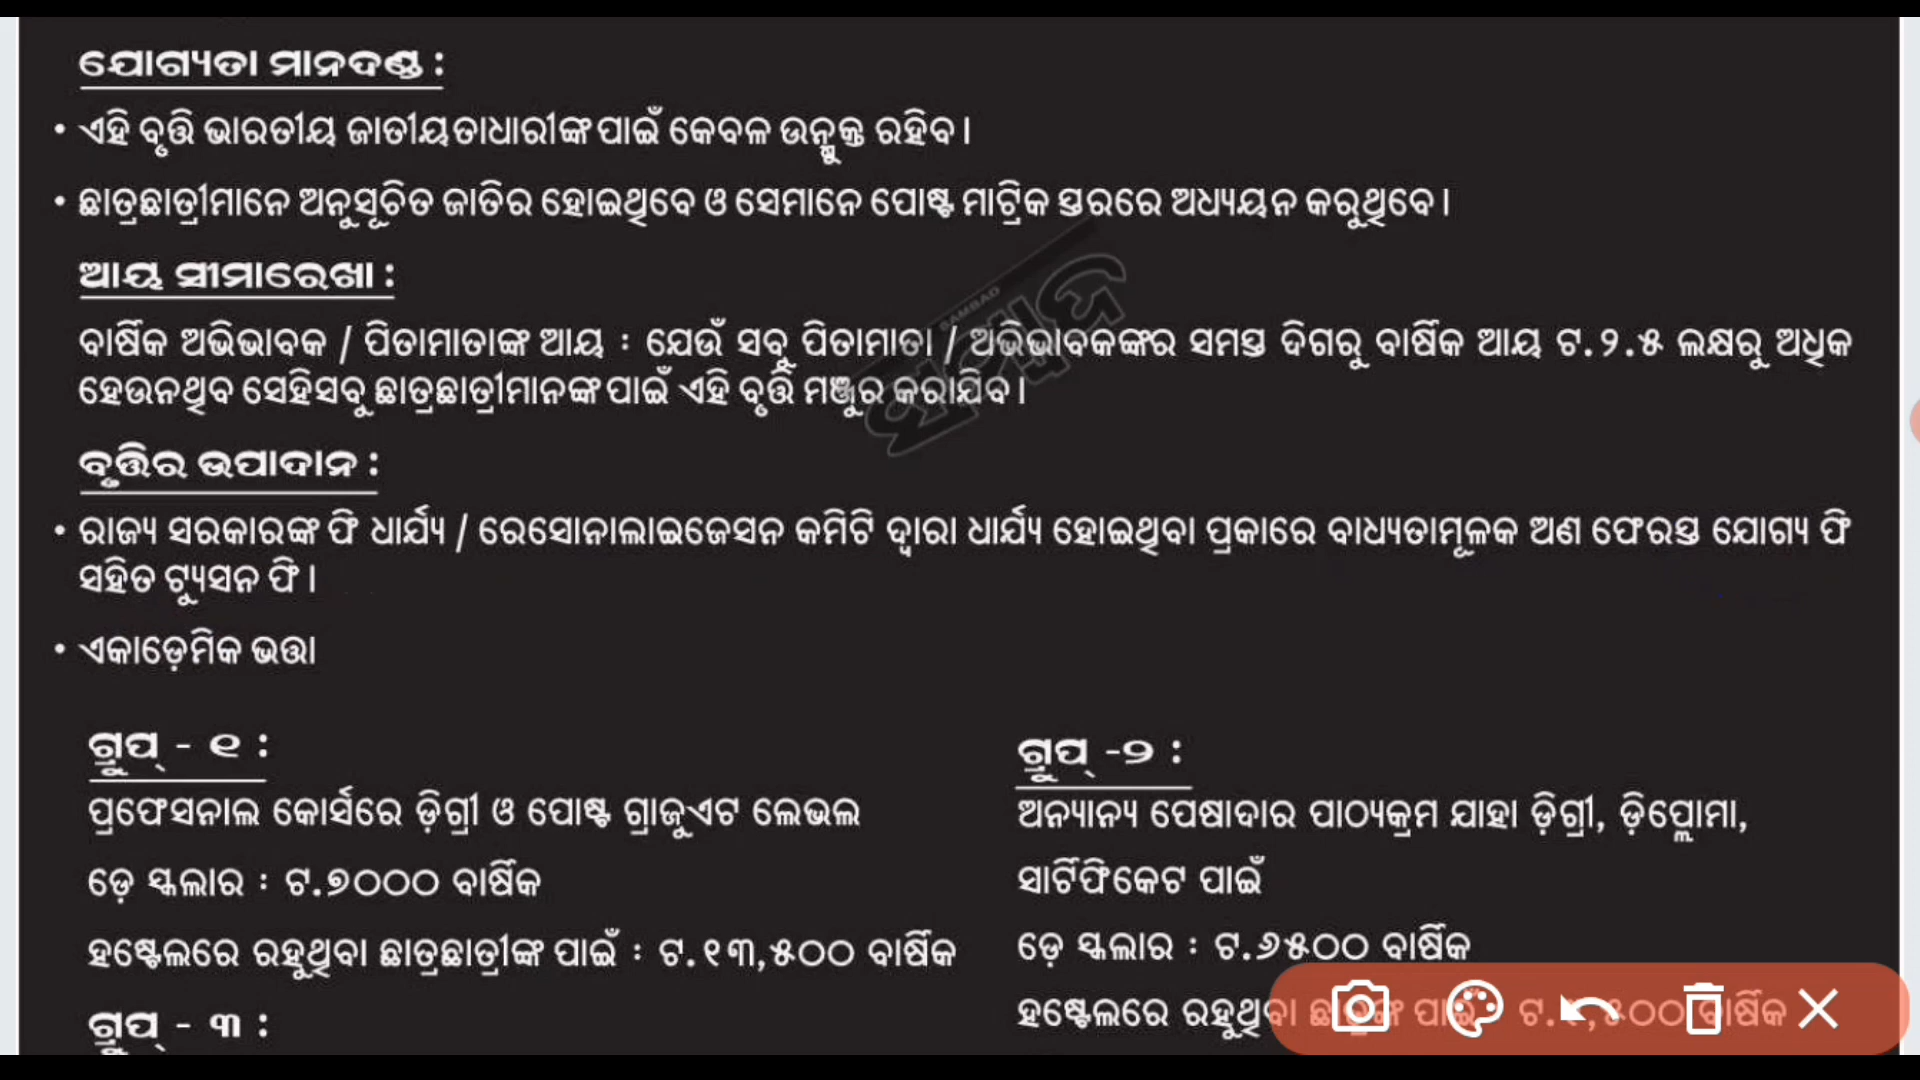 ଯୋଗ୍ୟତା ମାନଦଣ୍ଡ :
• ଏହି ବୃତ୍ତି ଭାରତୀୟ ଜାତୀୟତାଧାରୀଙ୍କ ପାଇଁ କେବଳ ଉନ୍ମୁକ୍ତ ରହିବ ।
• ଛାତ୍ରଛାତ୍ରୀମାନେ ଅନୁସୂଚିତ ଜାତିର ହୋଇଥିବେ ଓ ସେମାନେ ପୋଷ୍ଟ ମାଟ୍ରିକ ସ୍ତରରେ ଅଧ୍ୟୟନ କରୁଥିବେ ।
ଆୟ ସୀମାରେଖା :
ବାର୍ଷିକ ଅଭିଭାବକ / ପିତାମାତାଙ୍କ ଆୟ : ଯେଉଁ ସବୁ ପିତାମାତା / ଅଭିଭାବକଙ୍କର ସମସ୍ତ ଦିଗରୁ ବାର୍ଷିକ ଆୟ ଟ.୨.୫ ଲକ୍ଷରୁ ଅଧିକ
ହେଉନଥିବ ସେହିସବୁ ଛାତ୍ରଛାତ୍ରୀମାନଙ୍କ ପାଇଁ ଏହି ବୃତ୍ତି ମଞ୍ଜୁର କରାଯିବ ।
SAMBAD
ସମ୍ବାଦ
ବୃତ୍ତିର ଉପାଦାନ :
• ରାଜ୍ୟ ସରକାରଙ୍କ ଫି ଧାର୍ଯ୍ୟ / ରେସୋନାଲାଇଜେସନ କମିଟି ଦ୍ୱାରା ଧାର୍ଯ୍ୟ ହୋଇଥିବା ପ୍ରକାରେ ବାଧ୍ୟତାମୂଳକ ଅଣ ଫେରସ୍ତ ଯୋଗ୍ୟ ଫି
ସହିତ ଟ୍ୟୁସନ ଫି ।
• ଏକାଡ଼େମିକ ଭତ୍ତା
ଗ୍ରୁପ୍ - ୧ :
ପ୍ରଫେସନାଲ କୋର୍ସରେ ଡ଼ିଗ୍ରୀ ଓ ପୋଷ୍ଟ ଗ୍ରାଜୁଏଟ ଲେଭଲ
ଡ଼େ ସ୍କଲାର : ଟ.୭୦୦୦ ବାର୍ଷିକ
ହଷ୍ଟେଲରେ ରହୁଥିବା ଛାତ୍ରଛାତ୍ରୀଙ୍କ ପାଇଁ : ଟ.୧୩,୫୦୦ ବାର୍ଷିକ
ଗ୍ରୁପ୍ - ୩ :
ଗ୍ରୁପ୍ -୨ :
ଅନ୍ୟାନ୍ୟ ପେଷାଦାର ପାଠ୍ୟକ୍ରମ ଯାହା ଡ଼ିଗ୍ରୀ, ଡ଼ିପ୍ଲୋମା,
ସାର୍ଟିଫିକେଟ ପାଇଁ
ଡ଼େ ସ୍କଲାର : ଟ.୬୫୦୦ ବାର୍ଷିକ
ହଷ୍ଟେଲରେ ରହୁଥିବା ପାଇଁ ବାର୍ଷିକ